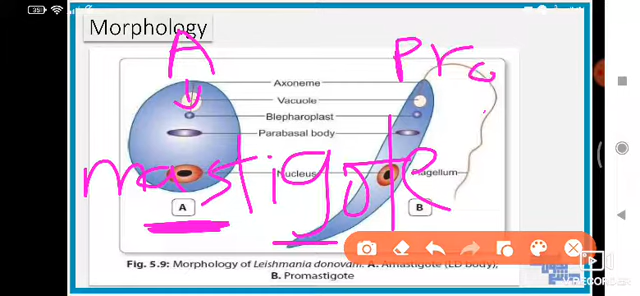 Morphology
A Pro
Axoneme
Vacuole
Blepharoplast
Parabasal body
Nucleus Flagellum
mastigote
A B
Fig. 5.9: Morphology of Leishmania donovani. A. Amastigote (LD body);
B. Promastigote
RECORDER